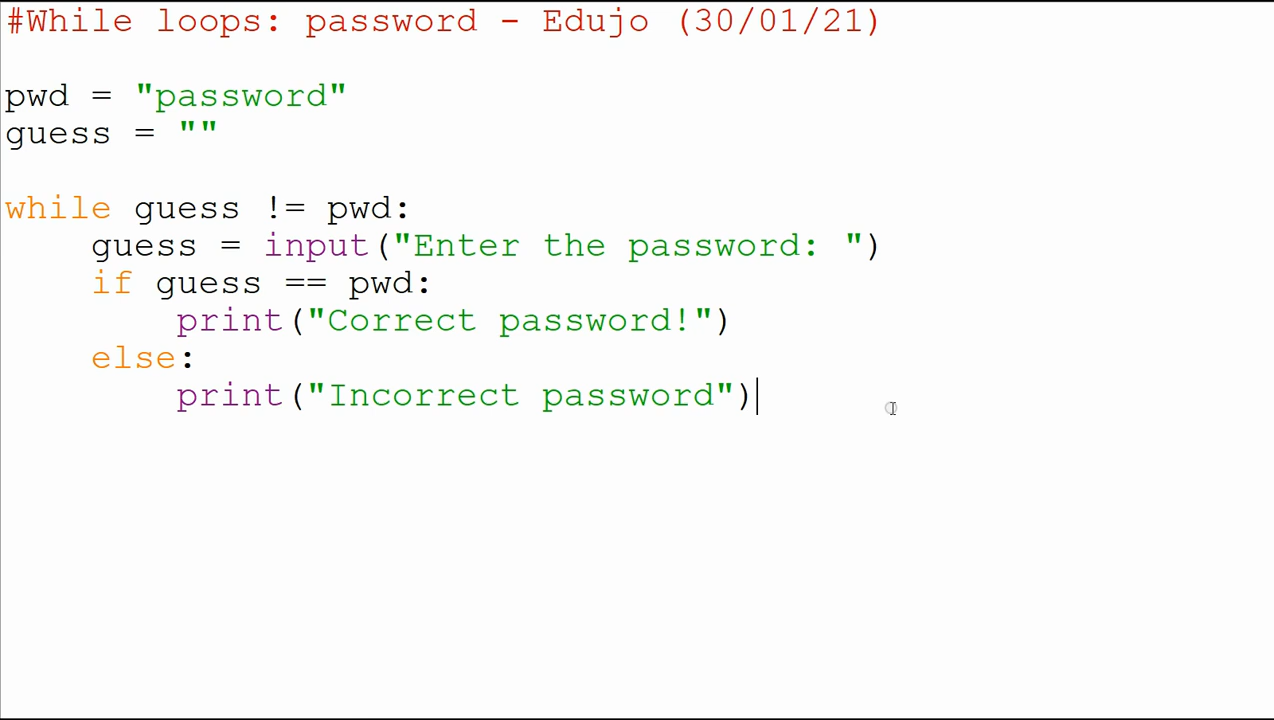 #While loops: password - Edujo (30/01/21)
pwd = "password"
guess = ""
while guess != pwd:
    guess = input("Enter the password: ")
    if guess == pwd:
        print("Correct password!")
    else:
        print("Incorrect password")